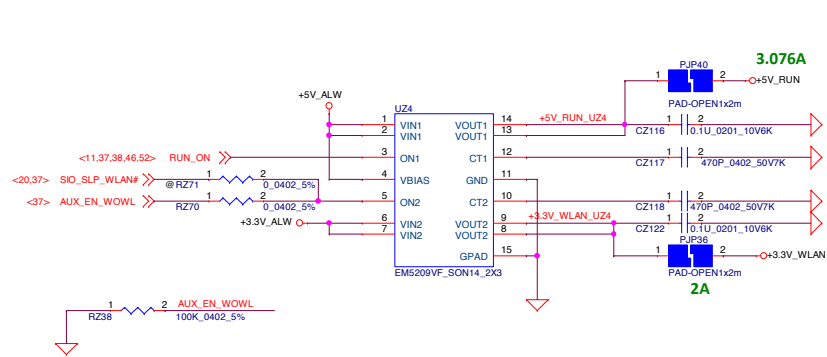 3.076A
PJP40
1 2
+5V_RUN
PAD-OPEN1x2m
+5V_ALW
UZ4
1 VIN1 VOUT1 14 +5V_RUN_UZ4 1 2
2 VIN1 VOUT1 13 CZ116 0.1U_0201_10V6K
<11,37,38,46,52> RUN_ON 3 ON1 CT1 12 1 2
CZ117 470P_0402_50V7K
<20,37> SIO_SLP_WLAN# 1 2 4 VBIAS GND 11
@RZ71 0_0402_5%
<37> AUX_EN_WOWL 1 2 5 ON2 CT2 10 1 2
RZ70 0_0402_5% CZ118 470P_0402_50V7K
+3.3V_ALW 6 VIN2 VOUT2 9 +3.3V_WLAN_UZ4 1 2
7 VIN2 VOUT2 8 CZ122 0.1U_0201_10V6K
PJP36
GPAD 15 1 2 +3.3V_WLAN
EM5209VF_SON14_2X3 PAD-OPEN1x2m
2A
1 2 AUX_EN_WOWL
RZ38 100K_0402_5%